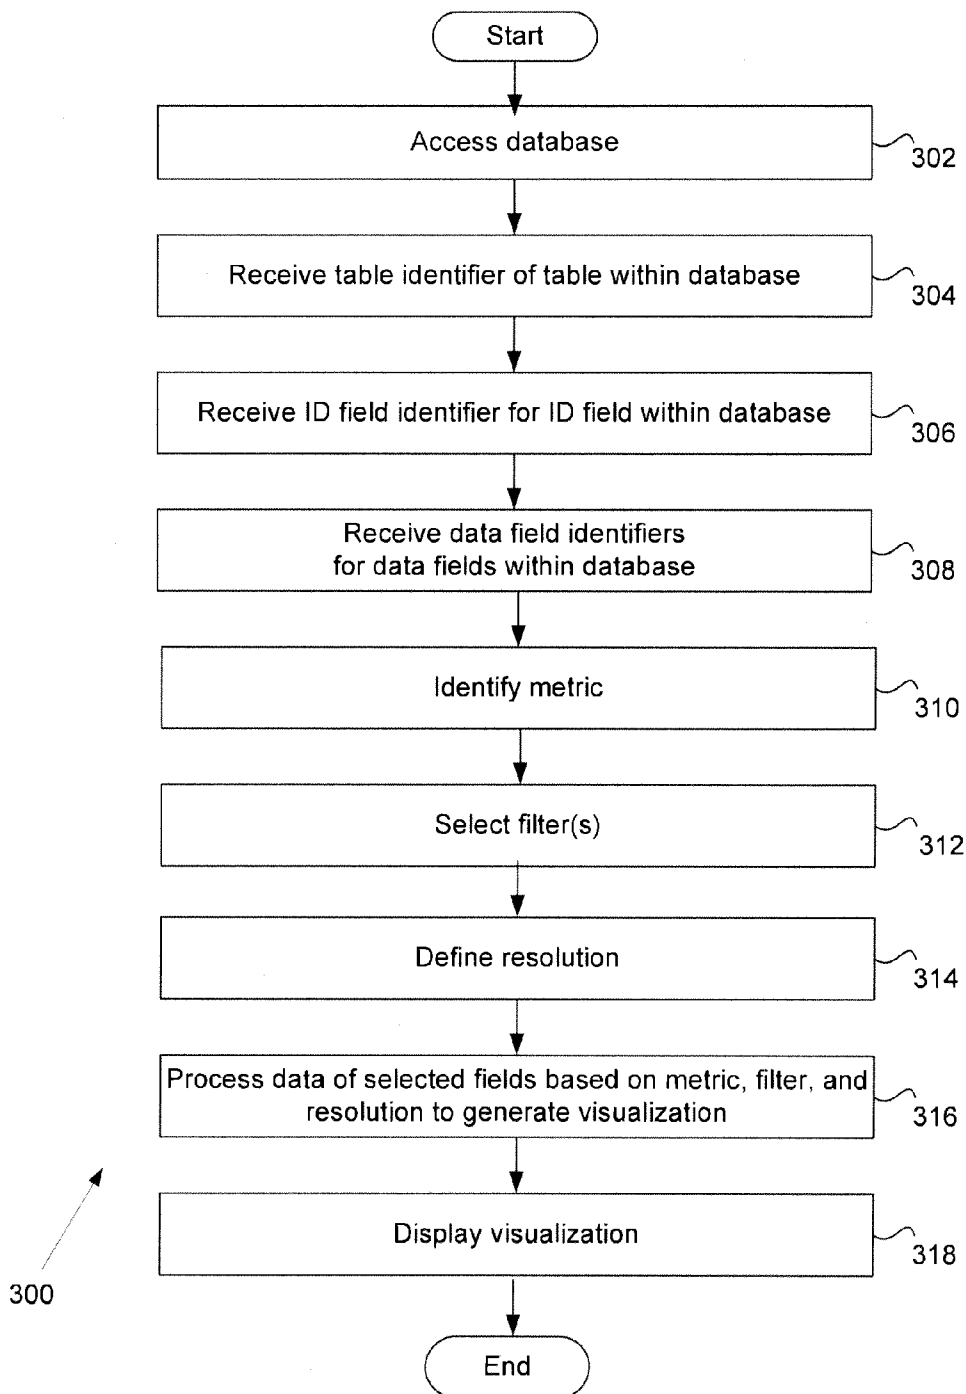 Start
Access database
302
Receive table identifier of table within database
304
Receive ID field identifier for ID field within database
306
Receive data field identifiers
for data fields within database
308
Identify metric
310
Select filter(s)
312
Define resolution
314
Process data of selected fields based on metric, filter, and
resolution to generate visualization
316
Display visualization
318
300
End